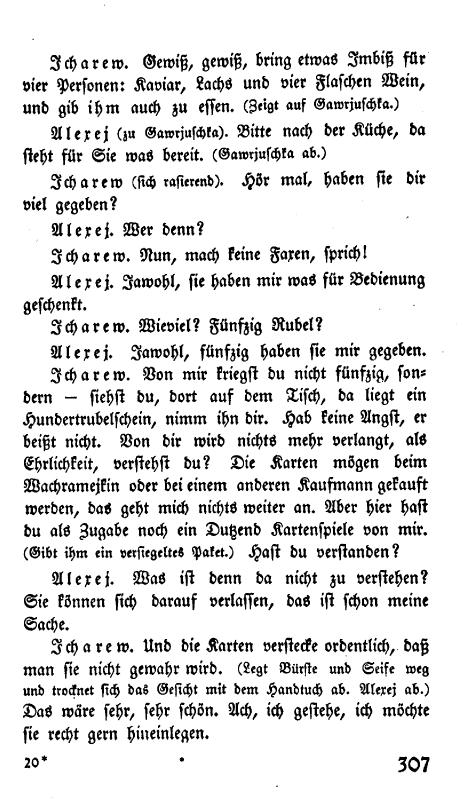 Icharew. Gewiß, gewiß, bring etwas Imbiß für
vier Personen: Kaviar, Lachs und vier Flaschen Wein,
und gib ihm auch zu essen. (Zeigt auf Gawrjuschka.)
Alexej (zu Gawrjuschka). Bitte nach der Küche, da
steht für Sie was bereit. (Gawrjuschka ab.)
Icharew (sich rasierend). Hör mal, haben sie dir
viel gegeben?
Alexej. Wer denn?
Icharew. Nun, mach keine Faxen, sprich!
Alexej. Jawohl, sie haben mir was für Bedienung
geschenkt.
Icharew. Wieviel? Fünfzig Rubel?
Alexej. Jawohl, fünfzig haben sie mir gegeben.
Icharew. Von mir kriegst du nicht fünfzig, son-
dern — siehst du, dort auf dem Tisch, da liegt ein
Hundertrubelschein, nimm ihn dir. Hab keine Angst, er
beißt nicht. Von dir wird nichts mehr verlangt, als
Ehrlichkeit, verstehst du? Die Karten mögen beim
Wachramejkin oder bei einem anderen Kaufmann gekauft
werden, das geht mich nichts weiter an. Aber hier hast
du als Zugabe noch ein Dutzend Kartenspiele von mir.
(Gibt ihm ein versiegeltes Paket.) Hast du verstanden?
Alexej. Was ist denn da nicht zu verstehen?
Sie können sich darauf verlassen, das ist schon meine
Sache.
Icharew. Und die Karten verstecke ordentlich, daß
man sie nicht gewahr wird. (Legt Bürste und Seife weg
und trocknet sich das Gesicht mit dem Handtuch ab. Alexej ab.)
Das wäre sehr, sehr schön. Ach, ich gestehe, ich möchte
sie recht gern hineinlegen.
20* 307